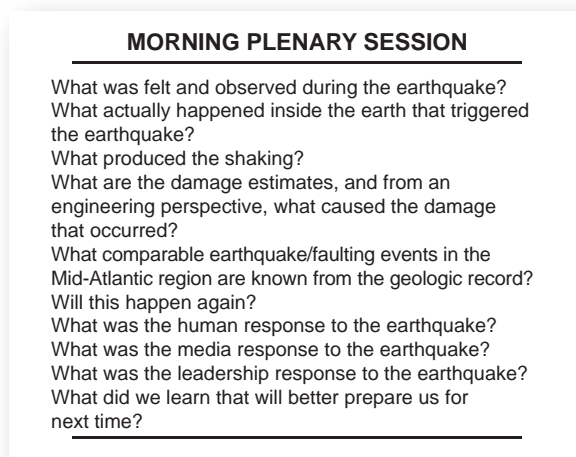 MORNING PLENARY SESSION
What was felt and observed during the earthquake?
What actually happened inside the earth that triggered
the earthquake?
What produced the shaking?
What are the damage estimates, and from an
engineering perspective, what caused the damage
that occurred?
What comparable earthquake/faulting events in the
Mid-Atlantic region are known from the geologic record?
Will this happen again?
What was the human response to the earthquake?
What was the media response to the earthquake?
What was the leadership response to the earthquake?
What did we learn that will better prepare us for
next time?